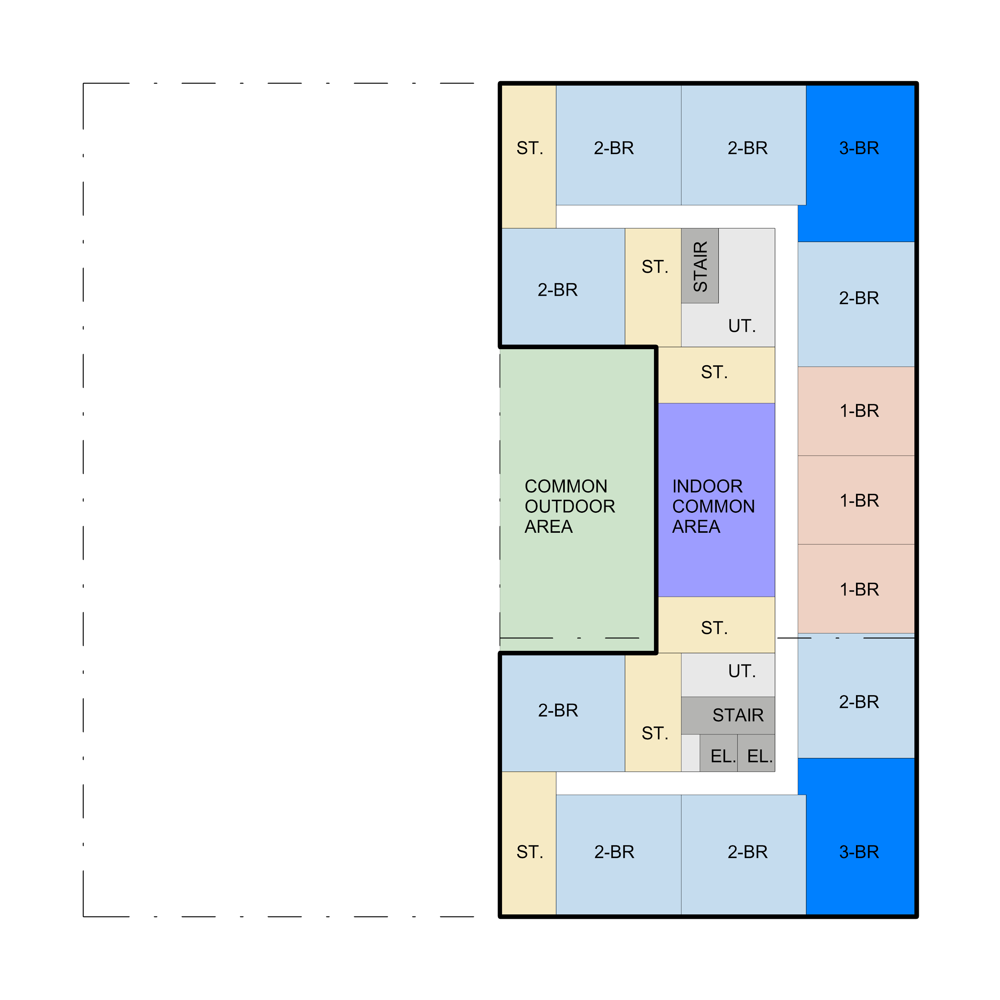 ST.
2-BR
2-BR
3-BR
2-BR
ST.
STAIR
UT.
2-BR
ST.
1-BR
COMMON
OUTDOOR
AREA
INDOOR
COMMON
AREA
1-BR
1-BR
ST.
UT.
2-BR
ST.
STAIR
EL.
EL.
2-BR
ST.
2-BR
2-BR
3-BR